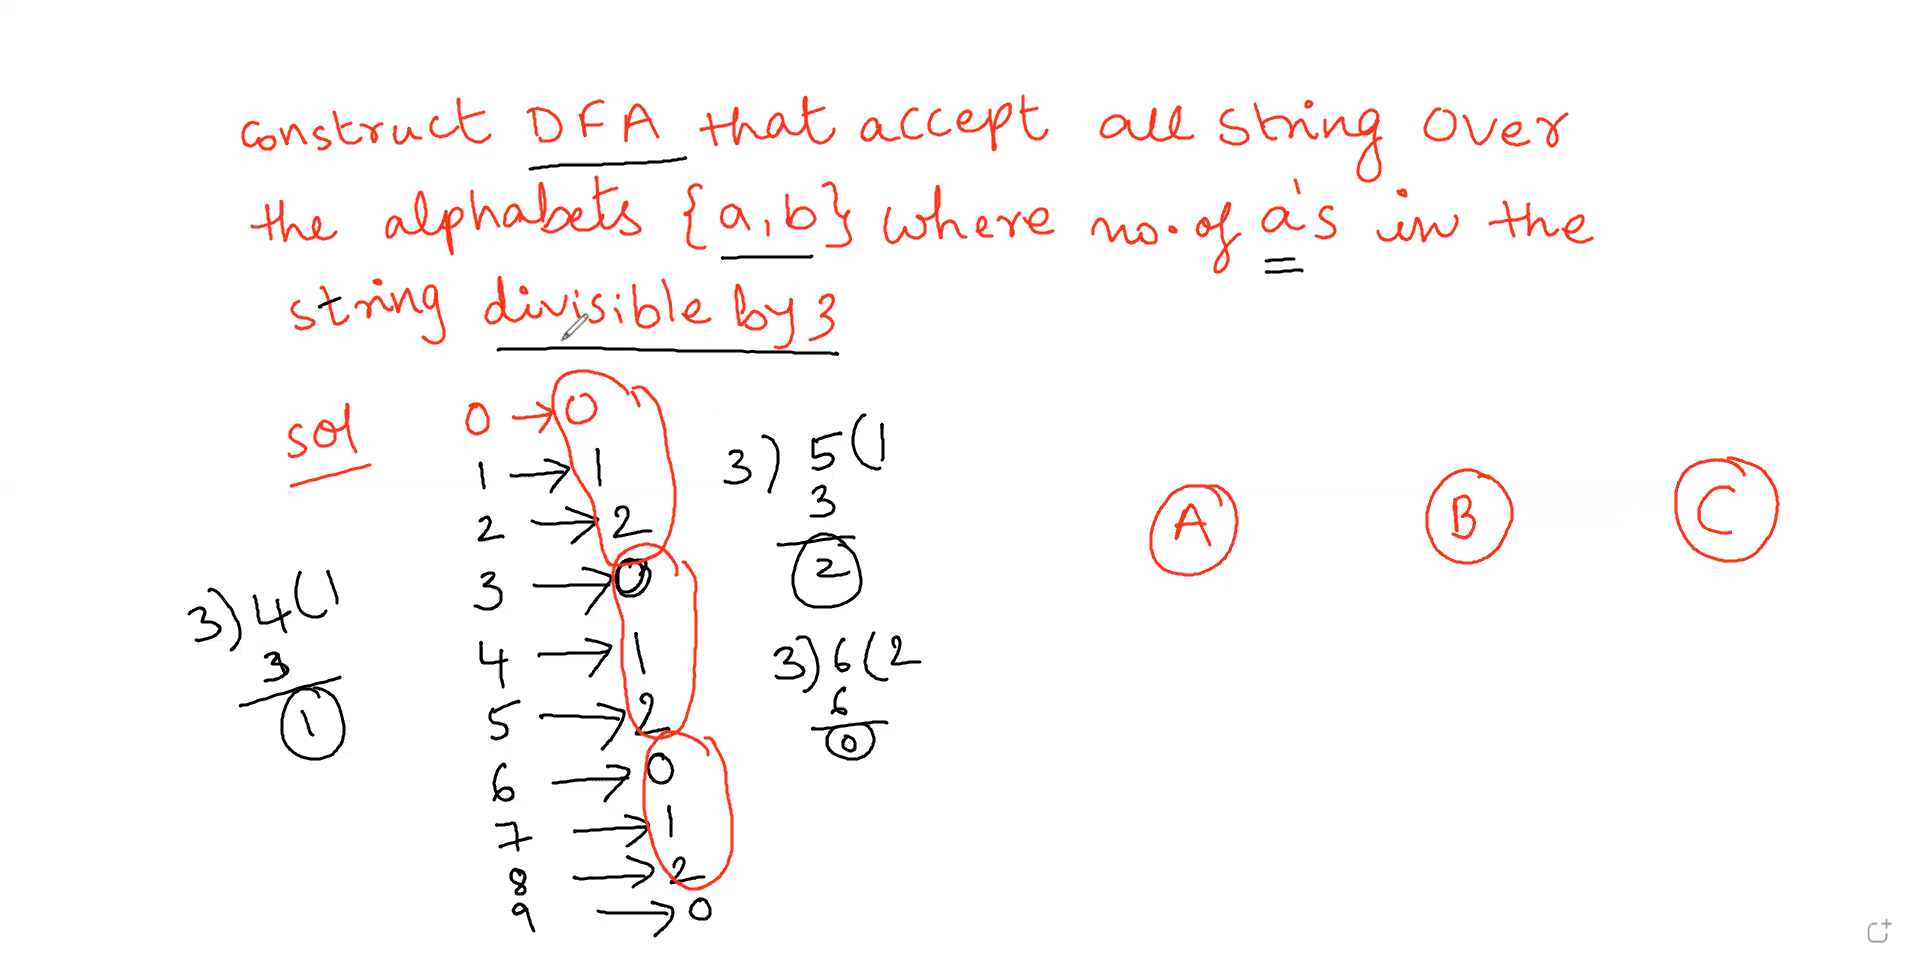 construct DFA that accept all string over
the alphabets {a,b} where no. of a's in the
string divisible by 3
sol
0 → 0
1 → 1
2 → 2
3 → 0
4 → 1
5 → 2
6 → 0
7 → 1
8 → 2
9 → 0
3) 4 ( 1
3
1
3) 5 ( 1
3
2
3) 6 ( 2
6
0
A B C